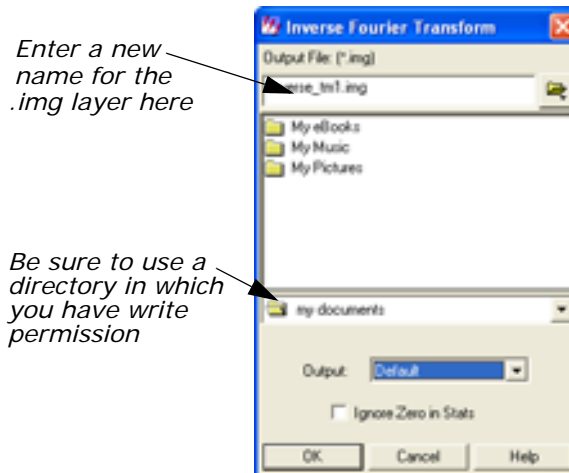 Inverse Fourier Transform
Output File: (*.img)
Enter a new
name for the
.img layer here
My eBooks
My Music
My Pictures
Be sure to use a
directory in which
you have write
permission
my documents
Output: Default
Ignore Zero in Stats
OK Cancel Help